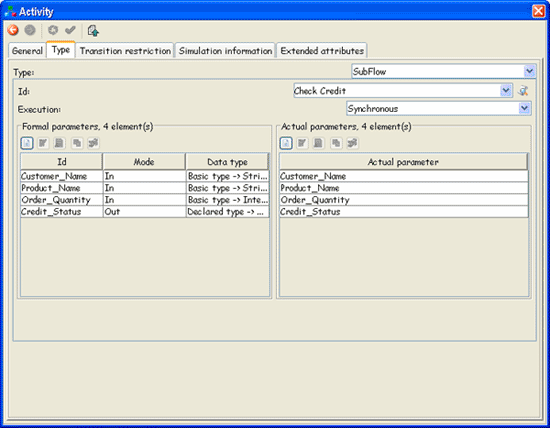 Activity
General Type Transition restriction Simulation information Extended attributes
Type: SubFlow
Id: Check Credit
Execution: Synchronous
Formal parameters, 4 element(s) Actual parameters, 4 element(s)
Id Mode Data type Actual parameter
Customer_Name In Basic type -> Stri... Customer_Name
Product_Name In Basic type -> Stri... Product_Name
Order_Quantity In Basic type -> Inte... Order_Quantity
Credit_Status Out Declared type -> ... Credit_Status